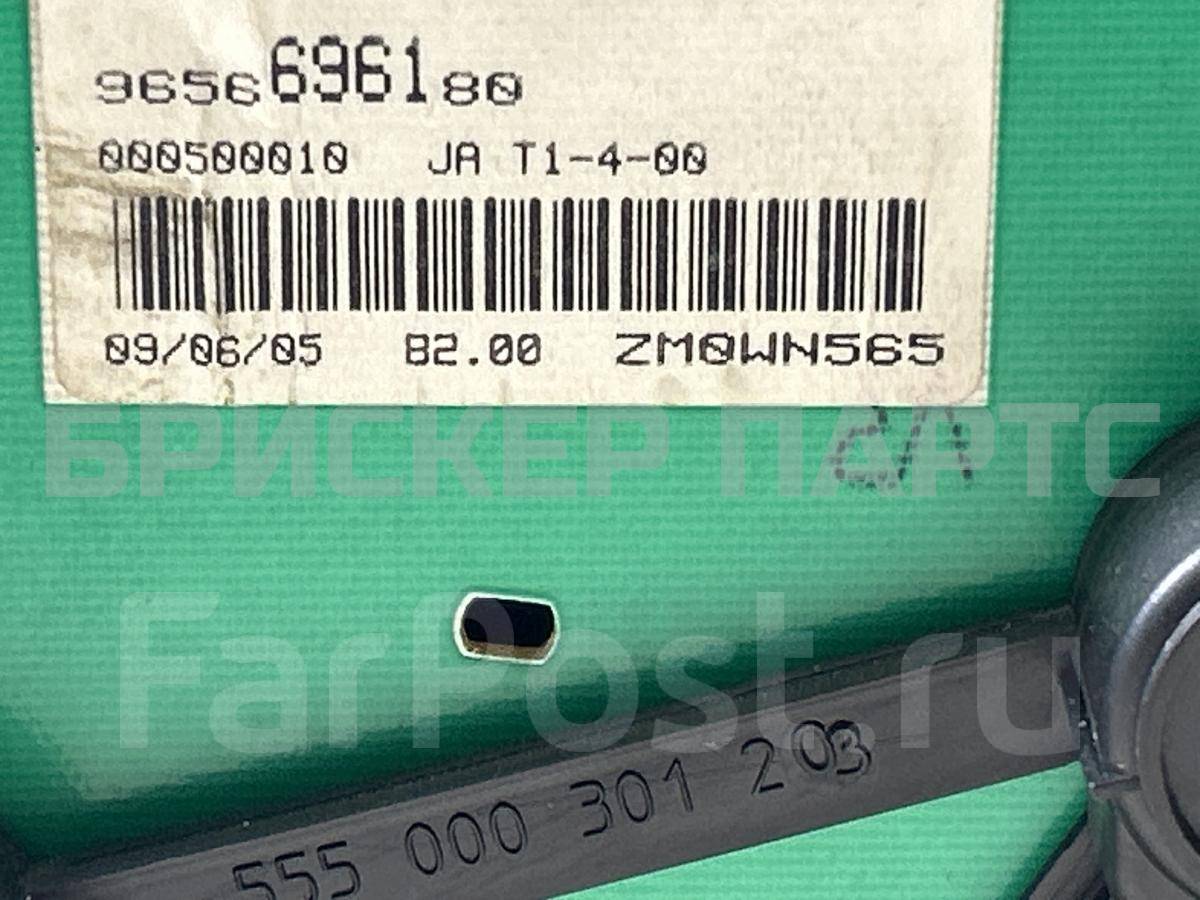 9656696180
000500010 JA T1-4-00
09/06/05 82.00 ZM0WN565
БРИСКЕР ПАРТС
FarPost.ru
555 000 301 203